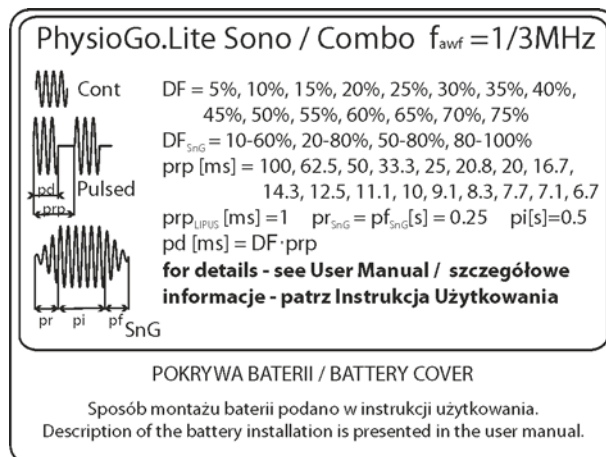 PhysioGo.Lite Sono / Combo f_awf =1/3MHz
Cont
DF = 5%, 10%, 15%, 20%, 25%, 30%, 35%, 40%,
45%, 50%, 55%, 60%, 65%, 70%, 75%
DF_SnG = 10-60%, 20-80%, 50-80%, 80-100%
pd
Pulsed
prp
prp [ms] = 100, 62.5, 50, 33.3, 25, 20.8, 20, 16.7,
14.3, 12.5, 11.1, 10, 9.1, 8.3, 7.7, 7.1, 6.7
prp_LIPUS [ms] =1 pr_SnG = pf_SnG[s] = 0.25 pi[s]=0.5
pd [ms] = DF·prp
for details - see User Manual / szczegółowe
informacje - patrz Instrukcja Użytkowania
pr pi pf SnG
POKRYWA BATERII / BATTERY COVER
Sposób montażu baterii podano w instrukcji użytkowania.
Description of the battery installation is presented in the user manual.